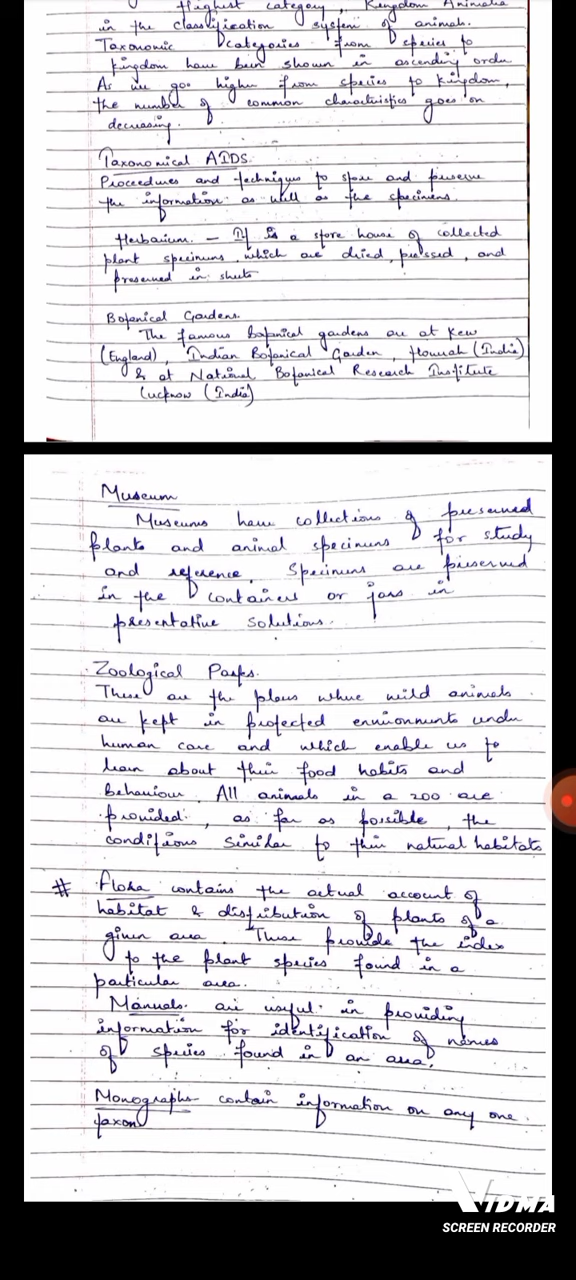 Highest category, Kingdom Animalia
in the classification system of animals.
Taxonomic categories from species to
kingdom have been shown in ascending order
As we go higher from species to kingdom,
the number of common characteristics goes on
decreasing.
Taxonomical AIDS.
Proceedures and techniques to store and preserve
the information as well as the specimens.
Herbarium. - It is a store house of collected
plant specimens which are dried, pressed, and
preserved in sheets
Botanical Gardens.
The famous botanical gardens are at Kew
(England), Indian Botanical Garden, Howrah (India)
& at National Botanical Research Institute
Lucknow (India)
Museum
Museums have collections of preserved
plants and animal specimens for study
and reference. Specimens are preserved
in the containers or jars in
presentative solutions.
Zoological Parks.
These are the places where wild animals
are kept in protected environments under
human care and which enable us to
learn about their food habits and
Behaviour. All animals in a zoo are
provided, as far as possible, the
conditions similar to their natural habitats
# Flora contains the actual account of
habitat & distribution of plants of a
given area. These provide the index
to the plant species found in a
particular area.
Manuals are useful in providing
information for identification of names
of species found in an area.
Monographs contain information on any one
taxon
VIDMA
SCREEN RECORDER